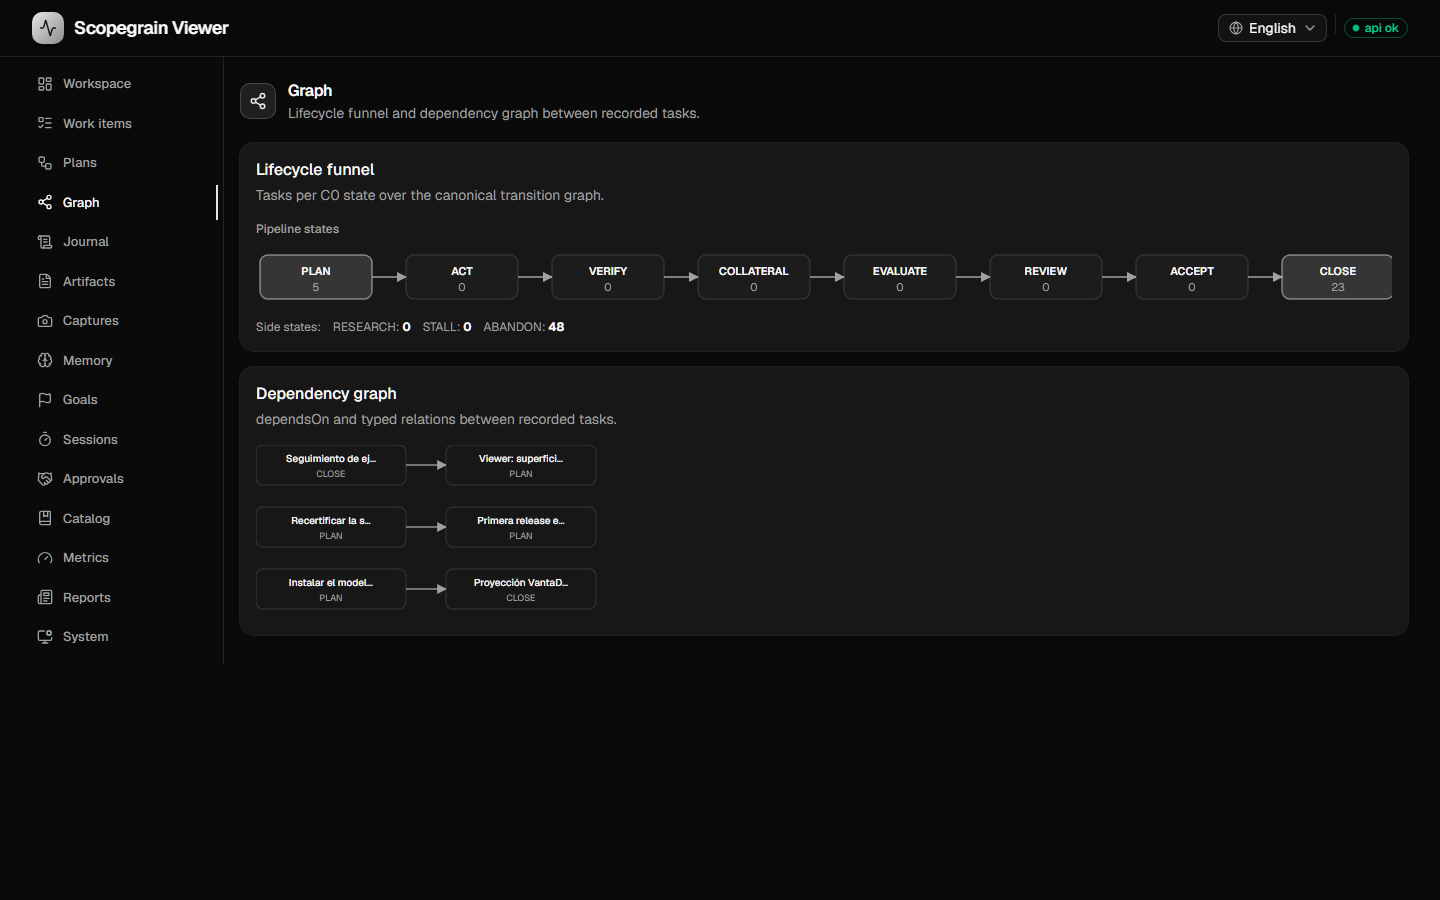 Scopegrain Viewer
English
api ok
Workspace
Work items
Plans
Graph
Journal
Artifacts
Captures
Memory
Goals
Sessions
Approvals
Catalog
Metrics
Reports
System
Graph
Lifecycle funnel and dependency graph between recorded tasks.
Lifecycle funnel
Tasks per C0 state over the canonical transition graph.
Pipeline states
PLAN
5
ACT
0
VERIFY
0
COLLATERAL
0
EVALUATE
0
REVIEW
0
ACCEPT
0
CLOSE
23
Side states: RESEARCH: 0 STALL: 0 ABANDON: 48
Dependency graph
dependsOn and typed relations between recorded tasks.
Seguimiento de ej...
CLOSE
Viewer: superfici...
PLAN
Recertificar la s...
PLAN
Primera release e...
PLAN
Instalar el model...
PLAN
Proyección VantaD...
CLOSE